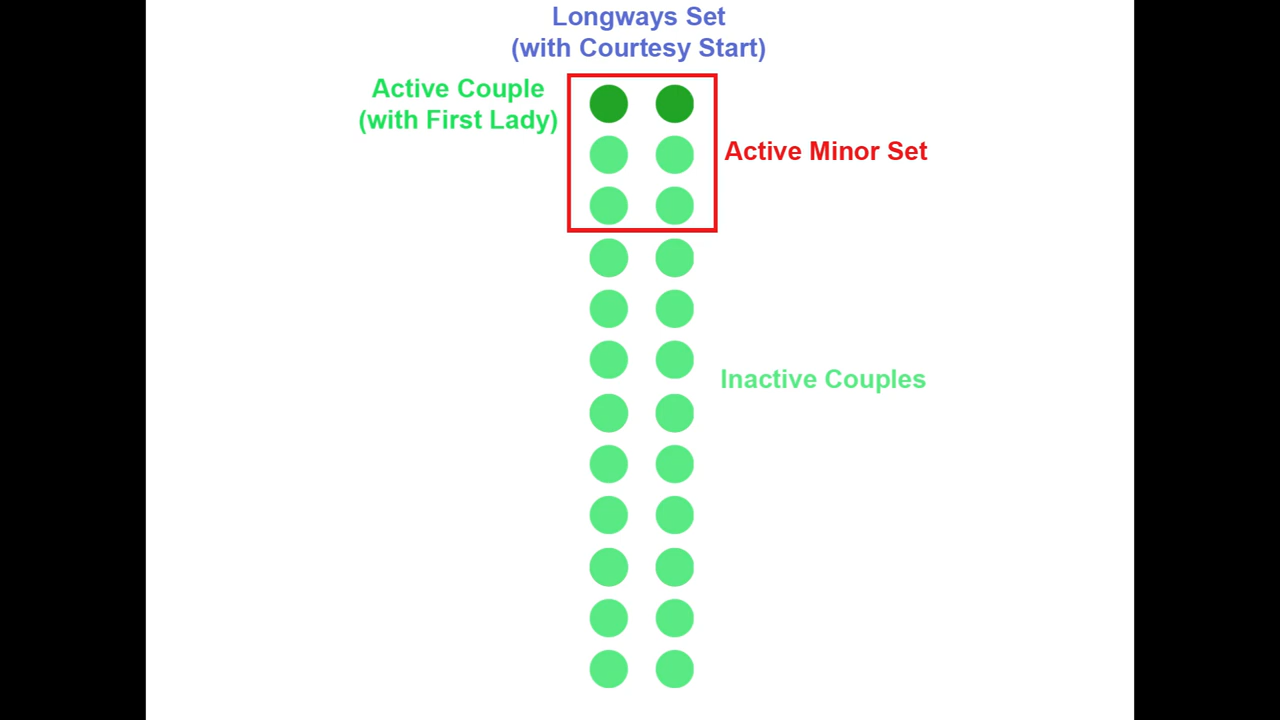 Longways Set
(with Courtesy Start)
Active Couple
(with First Lady)
Active Minor Set
Inactive Couples